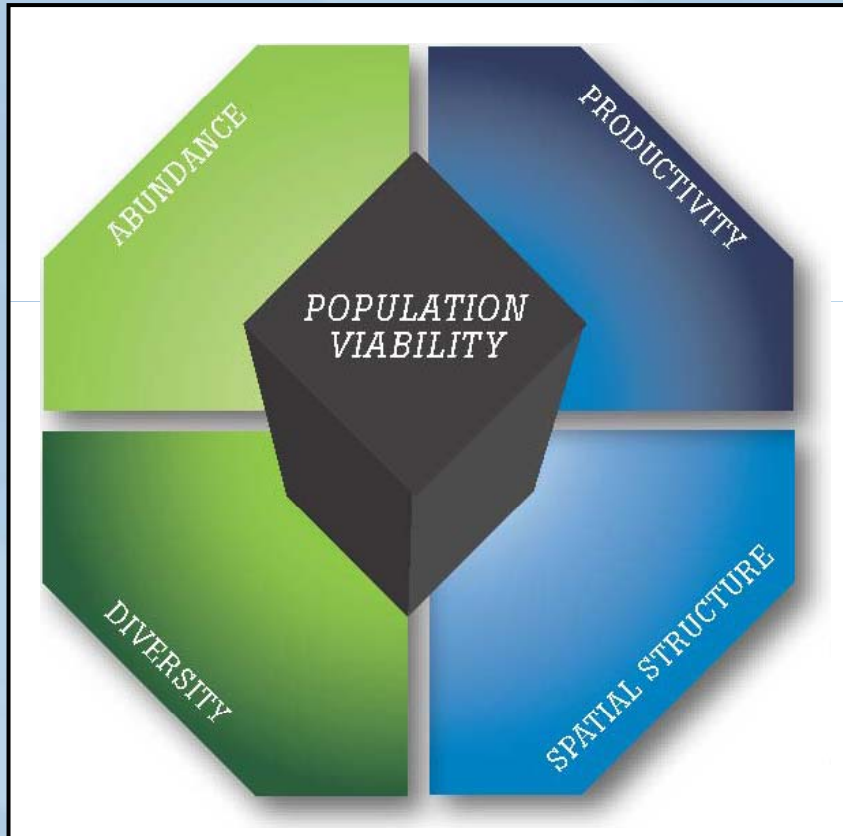 ABUNDANCE
PRODUCTIVITY
POPULATION
VIABILITY
DIVERSITY
SPATIAL STRUCTURE